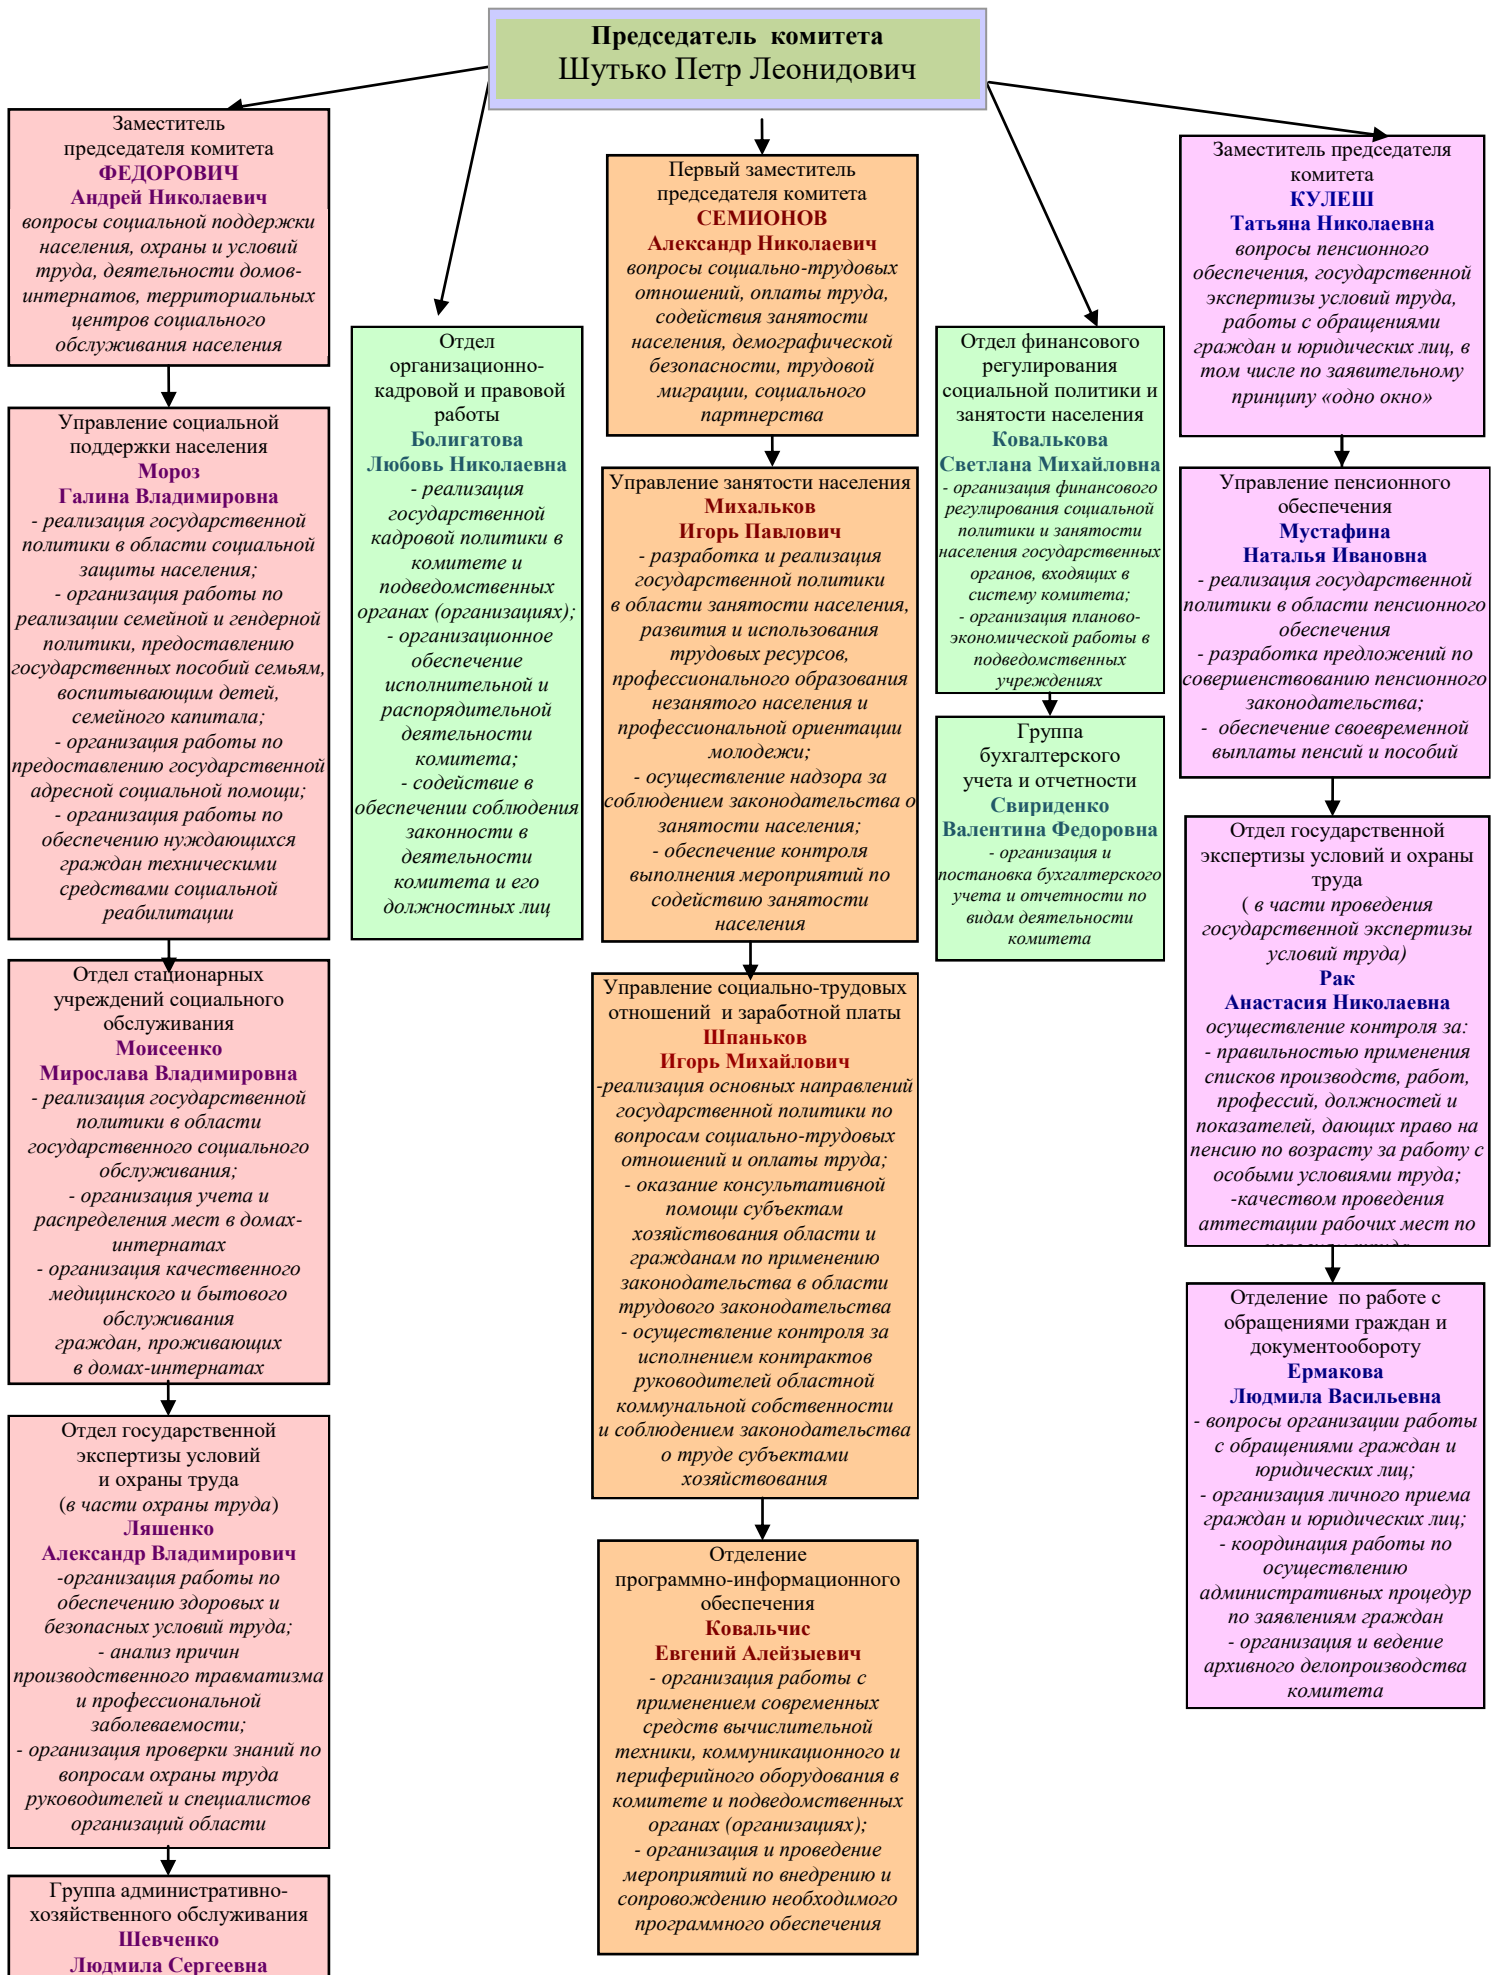 Председатель комитета
Шутько Петр Леонидович
Заместитель
председателя комитета
ФЕДОРОВИЧ
Андрей Николаевич
вопросы социальной поддержки
населения, охраны и условий
труда, деятельности домов-
интернатов, территориальных
центров социального
обслуживания населения
Управление социальной
поддержки населения
Мороз
Галина Владимировна
- реализация государственной
политики в области социальной
защиты населения;
- организация работы по
реализации семейной и гендерной
политики, предоставлению
государственных пособий семьям,
воспитывающим детей,
семейного капитала;
- организация работы по
предоставлению государственной
адресной социальной помощи;
- организация работы по
обеспечению нуждающихся
граждан техническими
средствами социальной
реабилитации
Отдел стационарных
учреждений социального
обслуживания
Моисеенко
Мирослава Владимировна
- реализация государственной
политики в области
государственного социального
обслуживания;
- организация учета и
распределения мест в домах-
интернатах
- организация качественного
медицинского и бытового
обслуживания
граждан, проживающих
в домах-интернатах
Отдел государственной
экспертизы условий
и охраны труда
(в части охраны труда)
Ляшенко
Александр Владимирович
-организация работы по
обеспечению здоровых и
безопасных условий труда;
- анализ причин
производственного травматизма
и профессиональной
заболеваемости;
- организация проверки знаний по
вопросам охраны труда
руководителей и специалистов
организаций области
Группа административно-
хозяйственного обслуживания
Шевченко
Людмила Сергеевна
Отдел
организационно-
кадровой и правовой
работы
Болигатова
Любовь Николаевна
- реализация
государственной
кадровой политики в
комитете и
подведомственных
органах (организациях);
- организационное
обеспечение
исполнительной и
распорядительной
деятельности
комитета;
- содействие в
обеспечении соблюдения
законности в
деятельности
комитета и его
должностных лиц
Первый заместитель
председателя комитета
СЕМИОНОВ
Александр Николаевич
вопросы социально-трудовых
отношений, оплаты труда,
содействия занятости
населения, демографической
безопасности, трудовой
миграции, социального
партнерства
Управление занятости населения
Михальков
Игорь Павлович
- разработка и реализация
государственной политики
в области занятости населения,
развития и использования
трудовых ресурсов,
профессионального образования
незанятого населения и
профессиональной ориентации
молодежи;
- осуществление надзора за
соблюдением законодательства о
занятости населения;
- обеспечение контроля
выполнения мероприятий по
содействию занятости
населения
Управление социально-трудовых
отношений и заработной платы
Шпаньков
Игорь Михайлович
-реализация основных направлений
государственной политики по
вопросам социально-трудовых
отношений и оплаты труда;
- оказание консультативной
помощи субъектам
хозяйствования области и
гражданам по применению
законодательства в области
трудового законодательства
- осуществление контроля за
исполнением контрактов
руководителей областной
коммунальной собственности
и соблюдением законодательства
о труде субъектами
хозяйствования
Отделение
программно-информационного
обеспечения
Ковальчис
Евгений Алейзыевич
- организация работы с
применением современных
средств вычислительной
техники, коммуникационного и
периферийного оборудования в
комитете и подведомственных
органах (организациях);
- организация и проведение
мероприятий по внедрению и
сопровождению необходимого
программного обеспечения
Отдел финансового
регулирования
социальной политики и
занятости населения
Ковалькова
Светлана Михайловна
- организация финансового
регулирования социальной
политики и занятости
населения государственных
органов, входящих в
систему комитета;
- организация планово-
экономической работы в
подведомственных
учреждениях
Группа
бухгалтерского
учета и отчетности
Свириденко
Валентина Федоровна
- организация и
постановка бухгалтерского
учета и отчетности по
видам деятельности
комитета
Заместитель председателя
комитета
КУЛЕШ
Татьяна Николаевна
вопросы пенсионного
обеспечения, государственной
экспертизы условий труда,
работы с обращениями
граждан и юридических лиц, в
том числе по заявительному
принципу «одно окно»
Управление пенсионного
обеспечения
Мустафина
Наталья Ивановна
- реализация государственной
политики в области пенсионного
обеспечения
- разработка предложений по
совершенствованию пенсионного
законодательства;
- обеспечение своевременной
выплаты пенсий и пособий
Отдел государственной
экспертизы условий и охраны
труда
( в части проведения
государственной экспертизы
условий труда)
Рак
Анастасия Николаевна
осуществление контроля за:
- правильностью применения
списков производств, работ,
профессий, должностей и
показателей, дающих право на
пенсию по возрасту за работу с
особыми условиями труда;
-качеством проведения
аттестации рабочих мест по
Отделение по работе с
обращениями граждан и
документообороту
Ермакова
Людмила Васильевна
- вопросы организации работы
с обращениями граждан и
юридических лиц;
- организация личного приема
граждан и юридических лиц;
- координация работы по
осуществлению
административных процедур
по заявлениям граждан
- организация и ведение
архивного делопроизводства
комитета